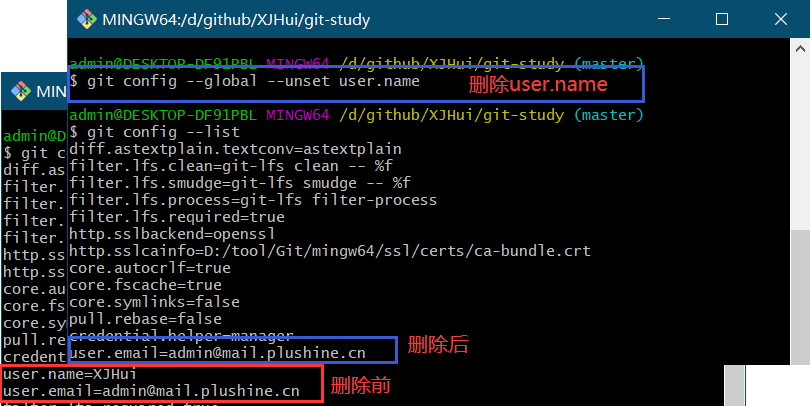 MINGW64:/d/github/XJHui/git-study
admin@DESKTOP-DF91PBL MINGW64 /d/github/XJHui/git-study (master)
$ git config --global --unset user.name
删除user.name
admin@DESKTOP-DF91PBL MINGW64 /d/github/XJHui/git-study (master)
$ git config --list
diff.astextplain.textconv=astextplain
filter.lfs.clean=git-lfs clean -- %f
filter.lfs.smudge=git-lfs smudge -- %f
filter.lfs.process=git-lfs filter-process
filter.lfs.required=true
http.sslbackend=openssl
http.sslcainfo=D:/tool/Git/mingw64/ssl/certs/ca-bundle.crt
core.autocrlf=true
core.fscache=true
core.symlinks=false
pull.rebase=false
credential.helper=manager
user.email=admin@mail.plushine.cn
删除后
MIN
admin@D
$ git c
diff.as
filter.
filter.
filter.
filter.
http.ss
http.ss
core.au
core.fs
core.sy
pull.re
credent
user.name=XJHui
user.email=admin@mail.plushine.cn
删除前